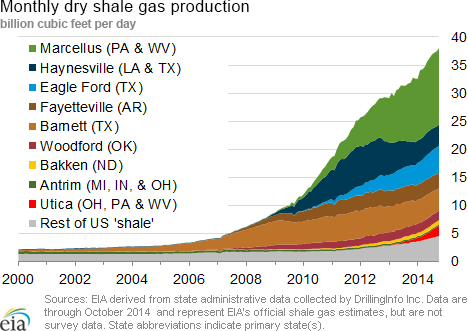 Monthly dry shale gas production
billion cubic feet per day
Marcellus (PA & WV)
Haynesville (LA & TX)
Eagle Ford (TX)
Fayetteville (AR)
Barnett (TX)
Woodford (OK)
Bakken (ND)
Antrim (MI, IN, & OH)
Utica (OH, PA & WV)
Rest of US 'shale'
40
35
30
25
20
15
10
5
0
2000 2002 2004 2006 2008 2010 2012 2014
eia
Sources: EIA derived from state administrative data collected by DrillingInfo Inc. Data are
through October 2014 and represent EIA's official shale gas estimates, but are not
survey data. State abbreviations indicate primary state(s).